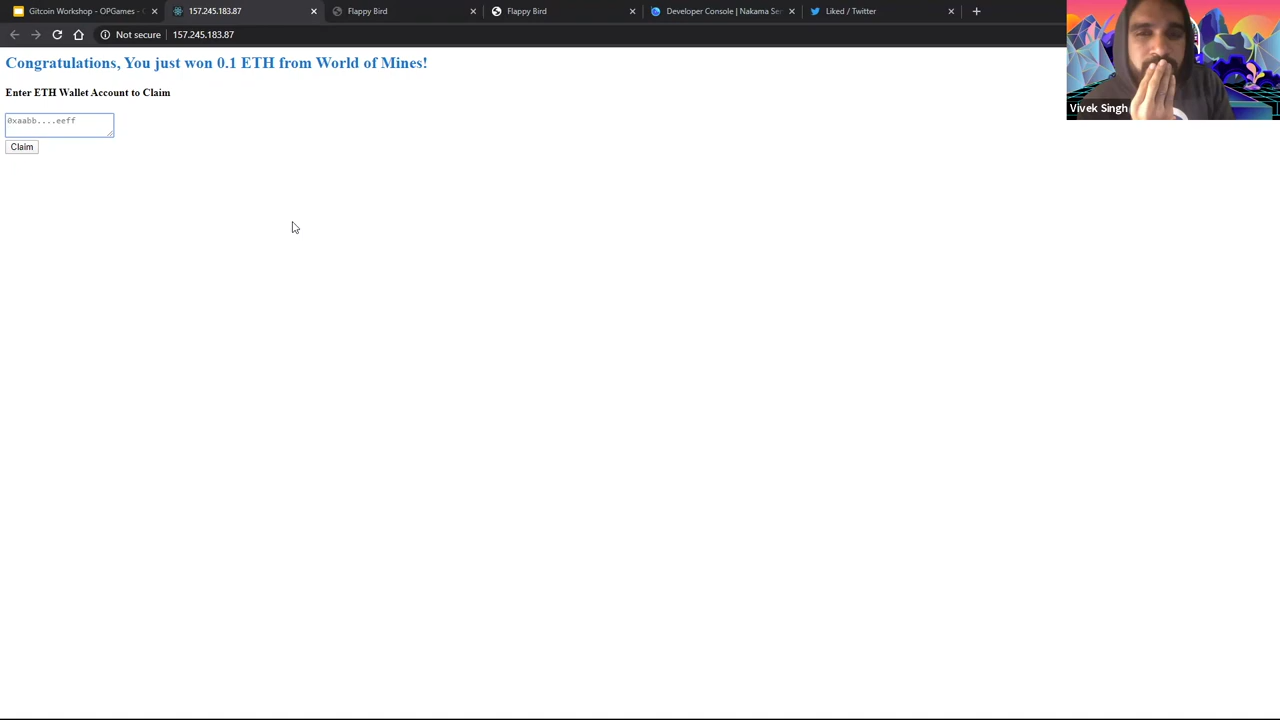 Gitcoin Workshop - OPGames - G
157.245.183.87
Flappy Bird
Flappy Bird
Developer Console | Nakama Ser
Liked / Twitter
Not secure
157.245.183.87
Congratulations, You just won 0.1 ETH from World of Mines!
Enter ETH Wallet Account to Claim
0xaabb....eeff
Claim
Vivek Singh